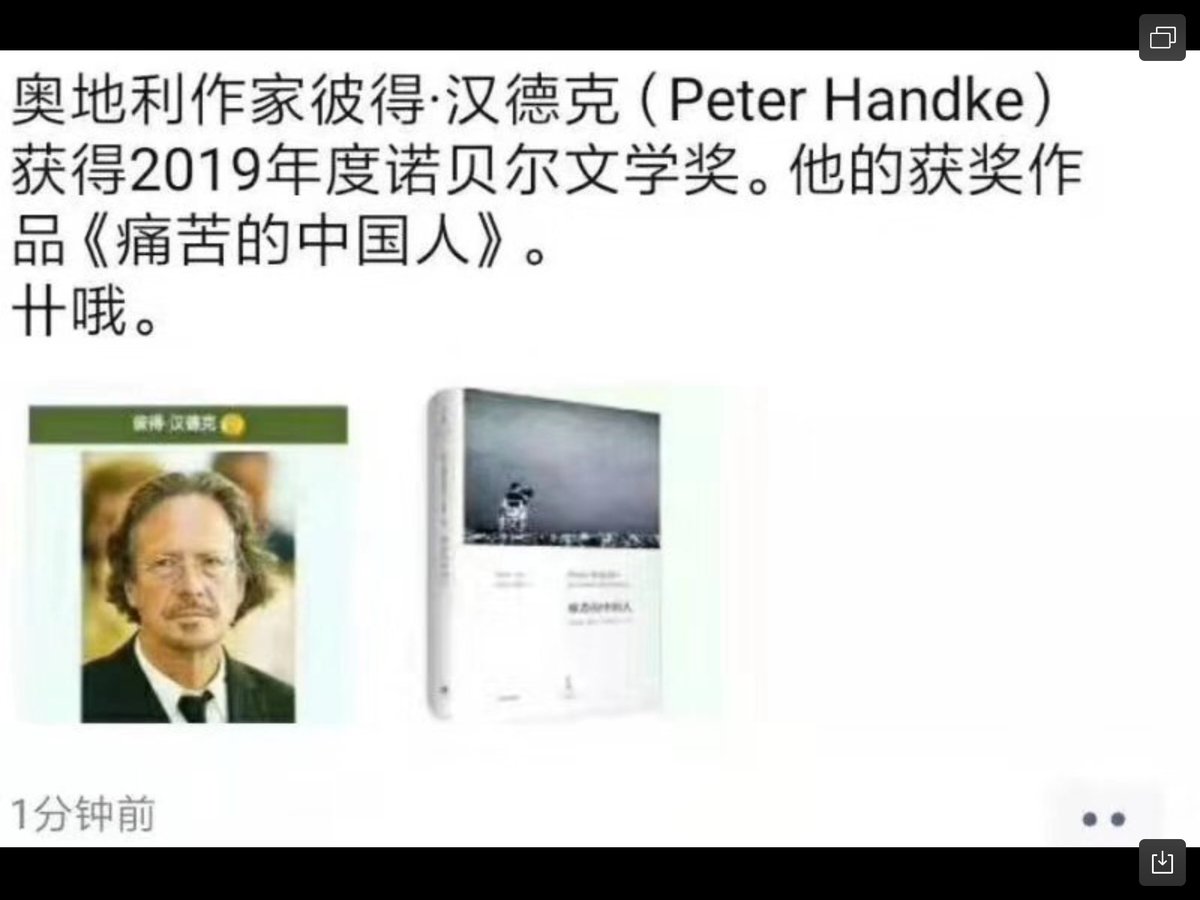 奥地利作家彼得·汉德克（Peter Handke）
获得2019年度诺贝尔文学奖。他的获奖作
品《痛苦的中国人》。
卄哦。
彼得·汉德克
痛苦的中国人
1分钟前